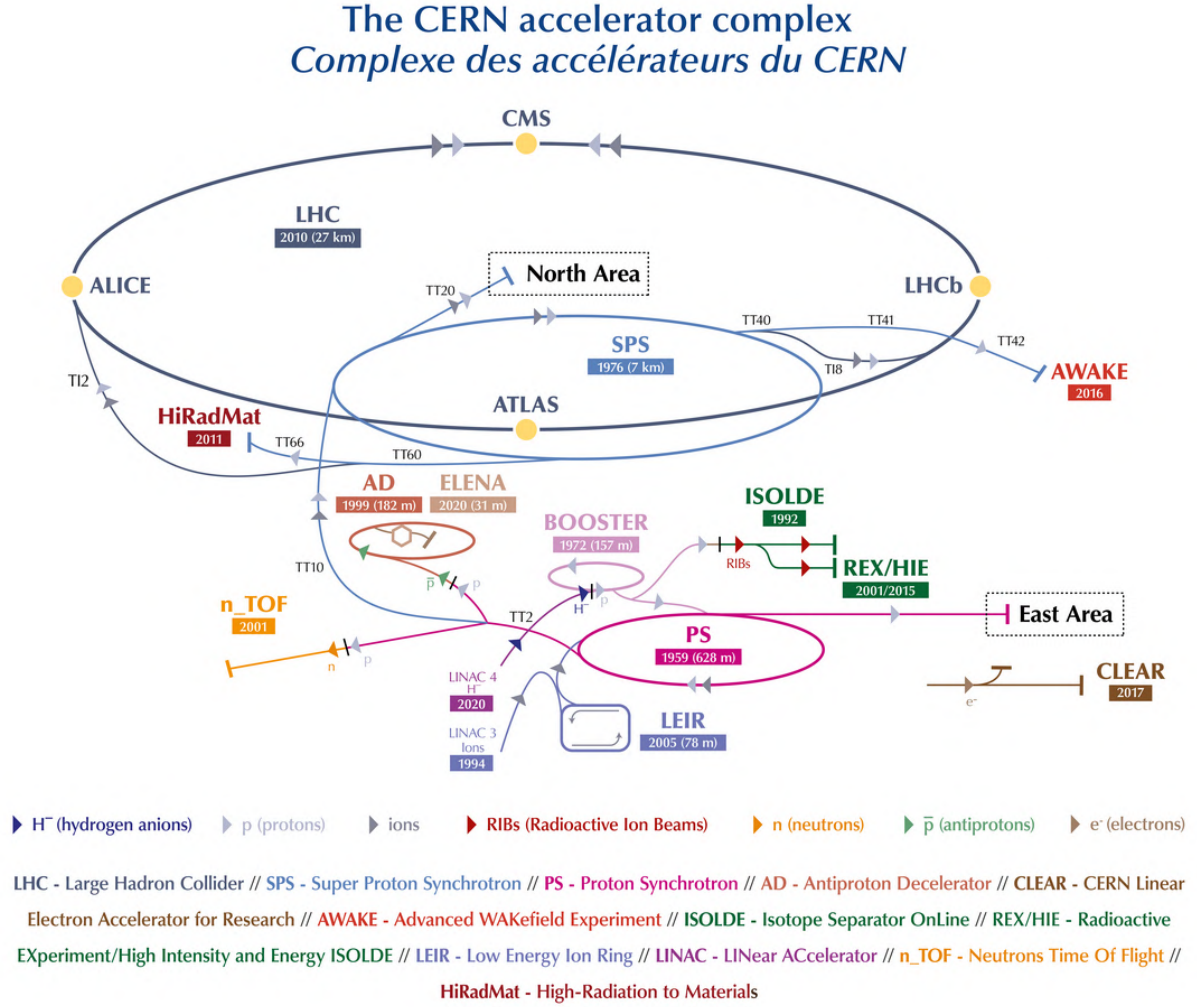 The CERN accelerator complex
Complexe des accélérateurs du CERN
CMS
LHC
2010 (27 km)
ALICE
TT20
North Area
LHCb
SPS
1976 (7 km)
TT40
TT41
TT42
TI8
AWAKE
2016
TI2
ATLAS
HiRadMat
2011
TT66
TT60
AD
1999 (182 m)
ELENA
2020 (31 m)
ISOLDE
1992
BOOSTER
1972 (157 m)
RIBs
REX/HIE
2001/2015
TT10
p̅
p
H⁻
p
n_TOF
2001
TT2
East Area
PS
1959 (628 m)
n
p
LINAC 4
H⁻
2020
CLEAR
2017
e⁻
LINAC 3
Ions
1994
LEIR
2005 (78 m)
H⁻ (hydrogen anions)
p (protons)
ions
RIBs (Radioactive Ion Beams)
n (neutrons)
p̅ (antiprotons)
e⁻ (electrons)
LHC - Large Hadron Collider // SPS - Super Proton Synchrotron // PS - Proton Synchrotron // AD - Antiproton Decelerator // CLEAR - CERN Linear
Electron Accelerator for Research // AWAKE - Advanced WAKefield Experiment // ISOLDE - Isotope Separator OnLine // REX/HIE - Radioactive
EXperiment/High Intensity and Energy ISOLDE // LEIR - Low Energy Ion Ring // LINAC - LINear ACcelerator // n_TOF - Neutrons Time Of Flight //
HiRadMat - High-Radiation to Materials